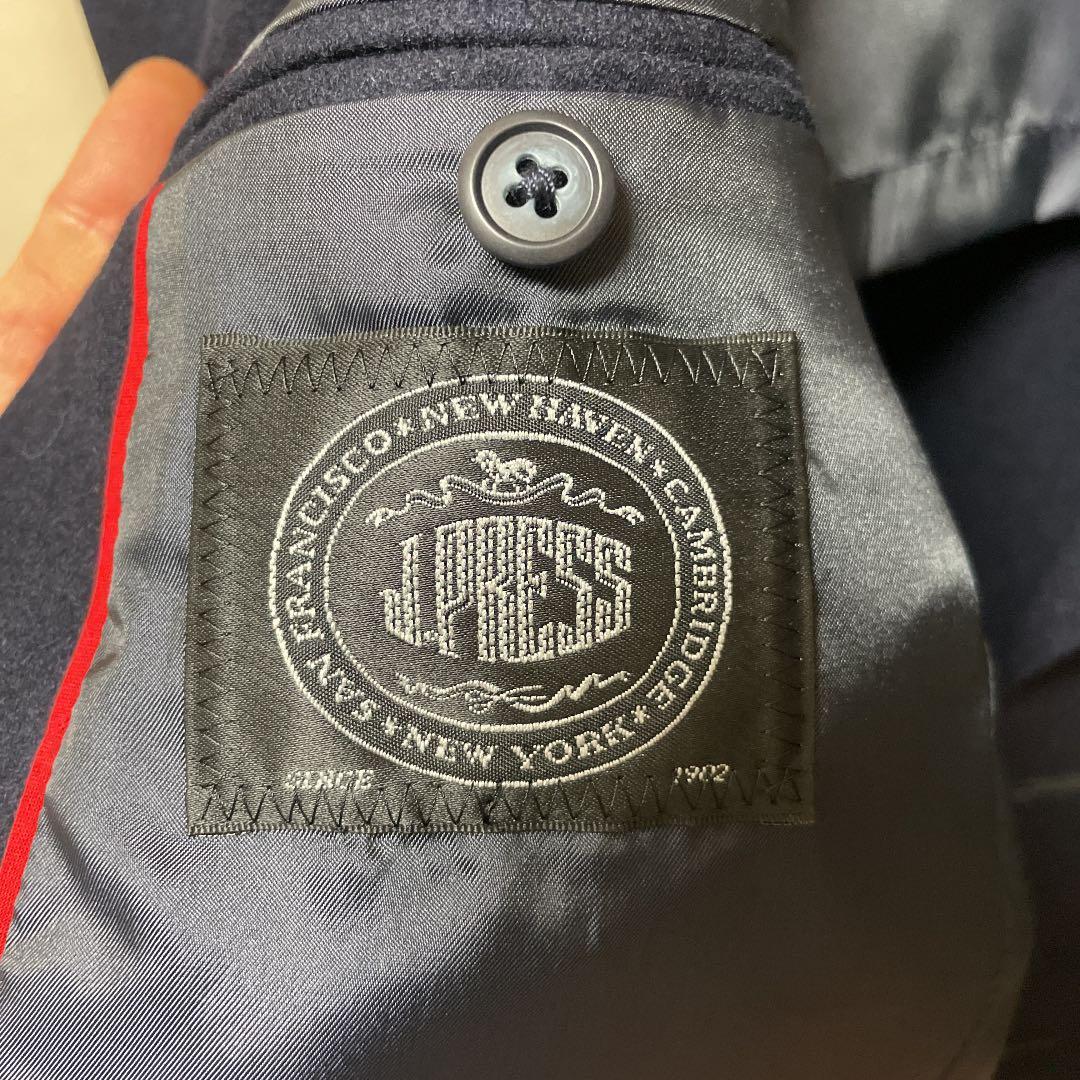 SAN FRANCISCO ★ NEW HAVEN ★ CAMBRIDGE ★ NEW YORK ★
J.PRESS
SINCE 1902